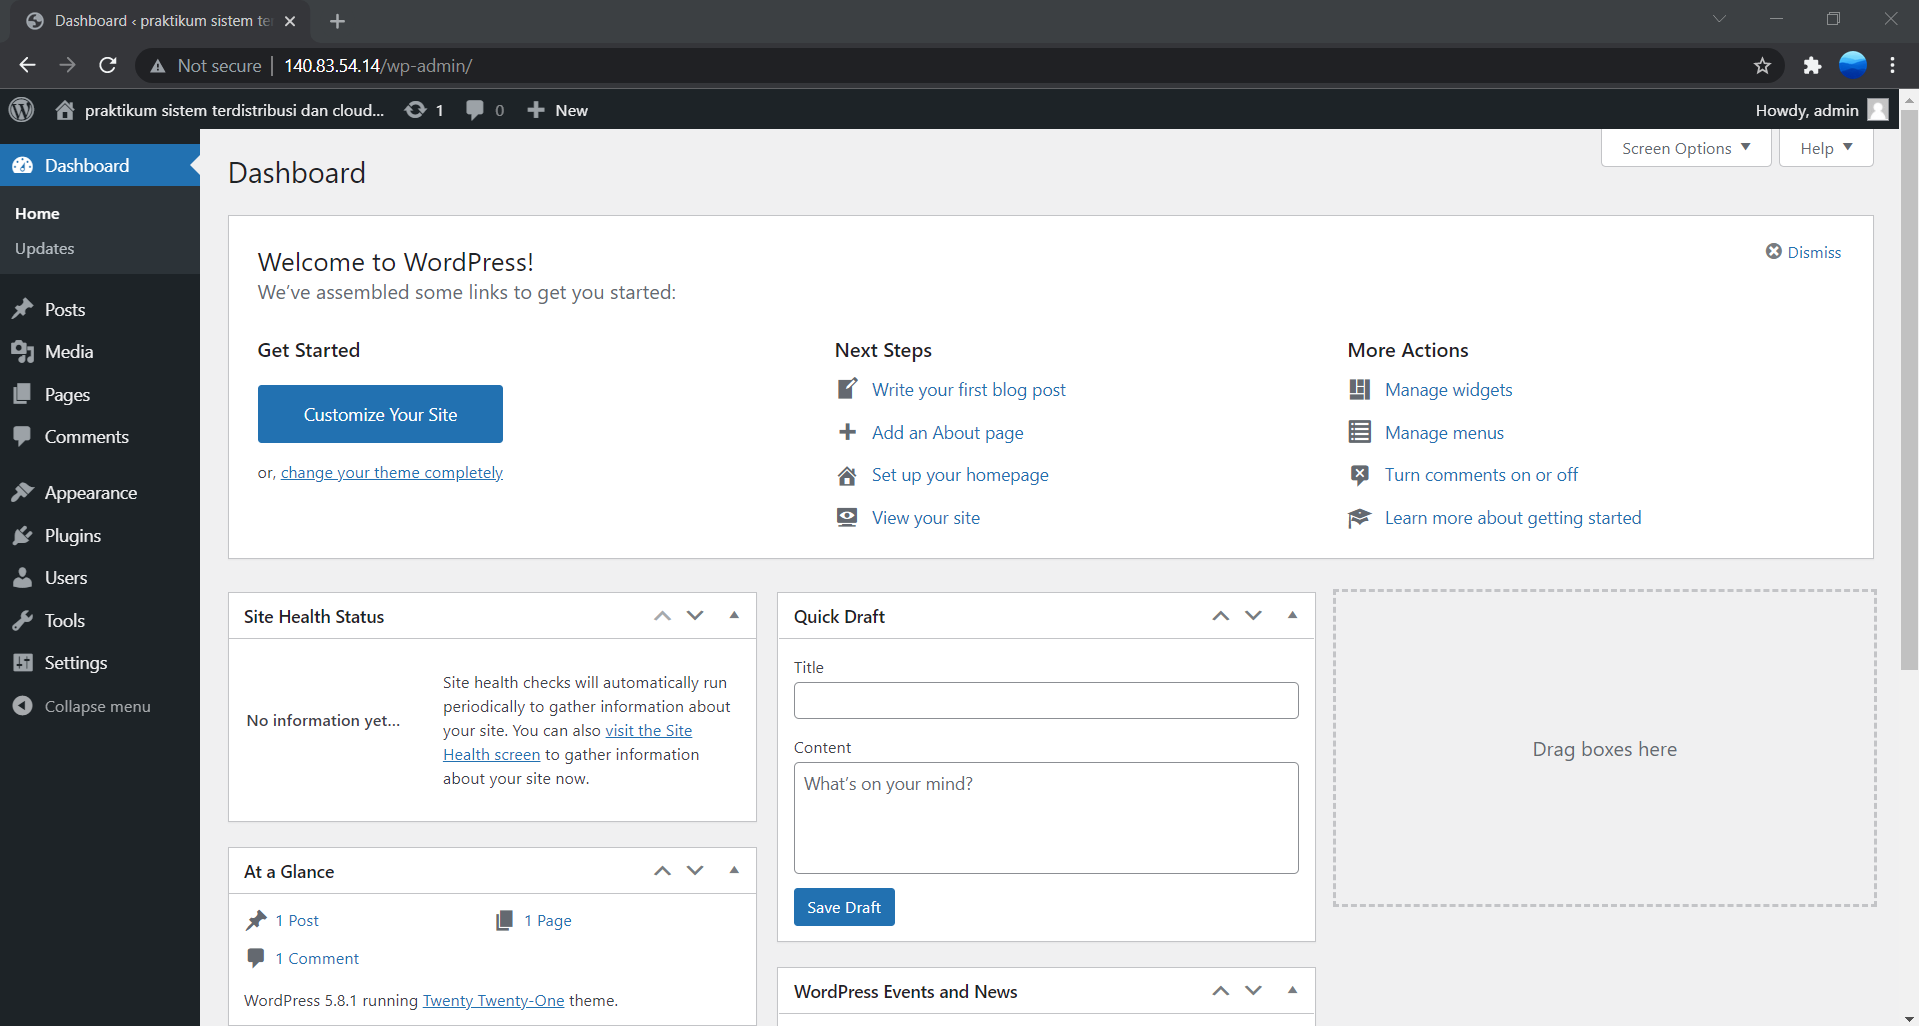 Dashboard ‹ praktikum sistem te
Not secure | 140.83.54.14/wp-admin/
praktikum sistem terdistribusi dan cloud... 1 0 New Howdy, admin
Screen Options Help
Dashboard
Home
Updates
Posts
Media
Pages
Comments
Appearance
Plugins
Users
Tools
Settings
Collapse menu
Dashboard
Welcome to WordPress!
Dismiss
We’ve assembled some links to get you started:
Get Started
Customize Your Site
or, change your theme completely
Next Steps
Write your first blog post
Add an About page
Set up your homepage
View your site
More Actions
Manage widgets
Manage menus
Turn comments on or off
Learn more about getting started
Site Health Status
No information yet...
Site health checks will automatically run
periodically to gather information about
your site. You can also visit the Site
Health screen to gather information
about your site now.
At a Glance
1 Post
1 Page
1 Comment
WordPress 5.8.1 running Twenty Twenty-One theme.
Quick Draft
Title
Content
What’s on your mind?
Save Draft
WordPress Events and News
Drag boxes here